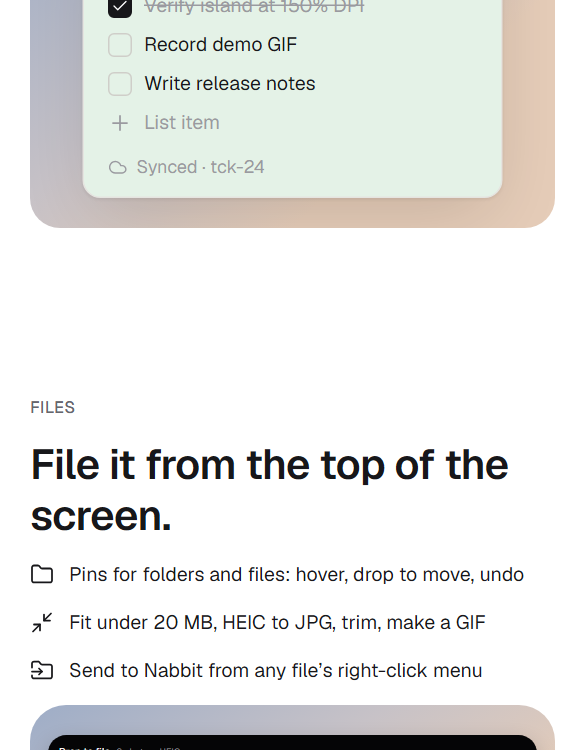 Verify island at 150% DPI
Record demo GIF
Write release notes
List item
Synced · tck-24
FILES
File it from the top of the
screen.
Pins for folders and files: hover, drop to move, undo
Fit under 20 MB, HEIC to JPG, trim, make a GIF
Send to Nabbit from any file’s right-click menu